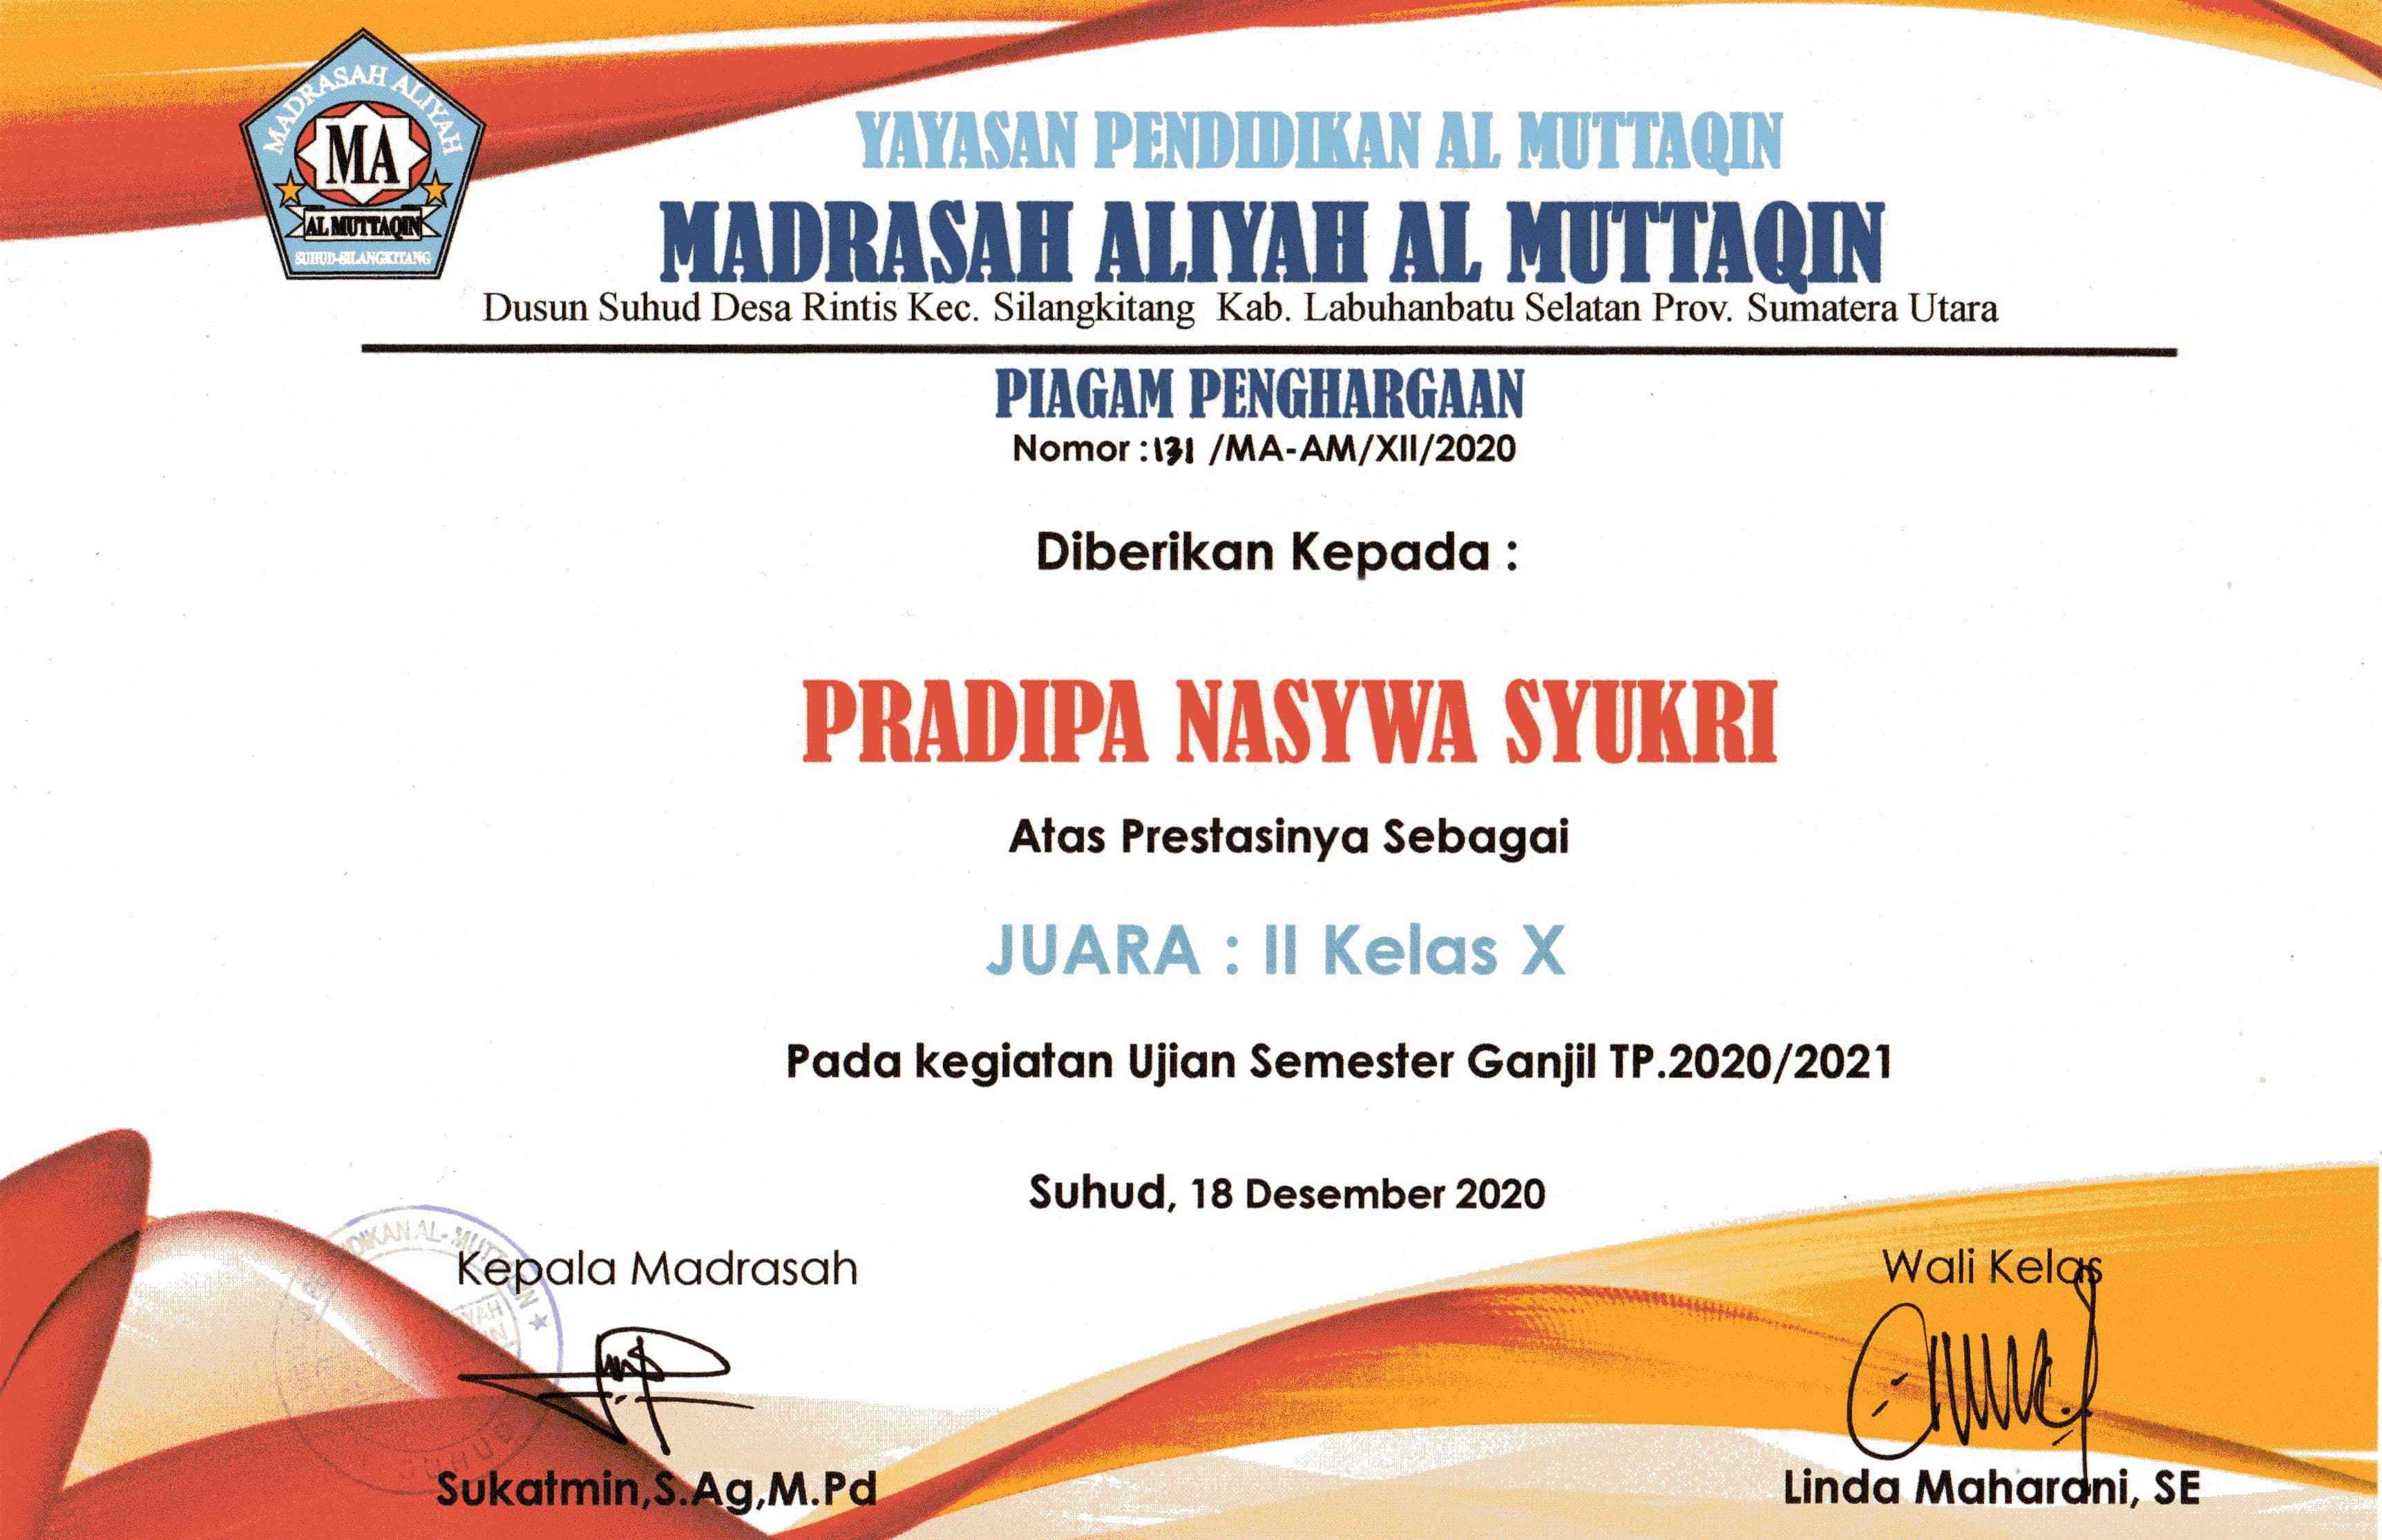 MADRASAH ALIYAH
MA
AL MUTTAQIN
SUHUD-SILANGKITANG
YAYASAN PENDIDIKAN AL MUTTAQIN
MADRASAH ALIYAH AL MUTTAQIN
Dusun Suhud Desa Rintis Kec. Silangkitang Kab. Labuhanbatu Selatan Prov. Sumatera Utara
PIAGAM PENGHARGAAN
Nomor : 131 /MA-AM/XII/2020
Diberikan Kepada :
PRADIPA NASYWA SYUKRI
Atas Prestasinya Sebagai
JUARA : II Kelas X
Pada kegiatan Ujian Semester Ganjil TP.2020/2021
Suhud, 18 Desember 2020
Kepala Madrasah
Wali Kelas
SUHUD
Sukatmin,S.Ag,M.Pd
Linda Maharani, SE